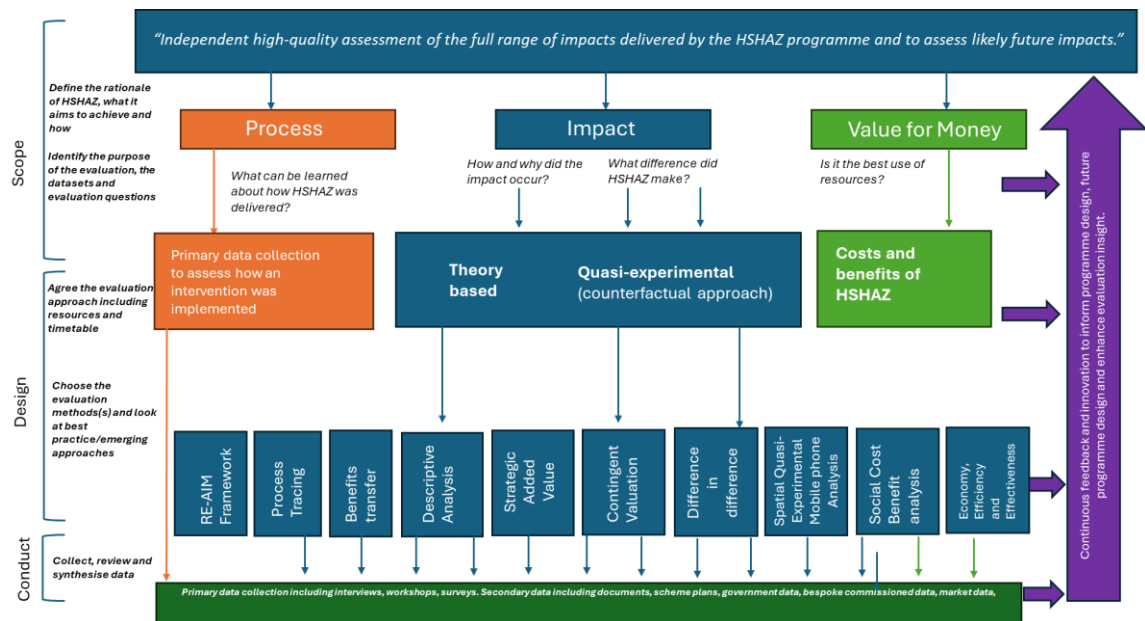 “Independent high-quality assessment of the full range of impacts delivered by the HSHAZ programme and to assess likely future impacts.”
Scope
Define the rationale
of HSHAZ, what it
aims to achieve and
how
Identify the purpose
of the evaluation, the
datasets and
evaluation questions
Process
Impact
Value for Money
What can be learned
about how HSHAZ was
delivered?
How and why did the
impact occur?
What difference did
HSHAZ make?
Is it the best use of
resources?
Primary data collection
to assess how an
intervention was
implemented
Theory
based
Quasi-experimental
(counterfactual approach)
Costs and
benefits of
HSHAZ
Design
Agree the evaluation
approach including
resources and
timetable
Choose the
evaluation
methods(s) and look
at best
practice/emerging
approaches
RE-AIM
Framework
Process
Tracing
Benefits
transfer
Descriptive
Analysis
Strategic
Added
Value
Contingent
Valuation
Difference
in
difference
Spatial Quasi-
Experimental
Mobile phone
Analysis
Social Cost
Benefit
analysis
Economy,
Efficiency
and
Effectiveness
Conduct
Collect, review and
synthesise data
Primary data collection including interviews, workshops, surveys. Secondary data including documents, scheme plans, government data, bespoke commissioned data, market data,
Continuous feedback and innovation to inform programme design, future
programme design and enhance evaluation insight.